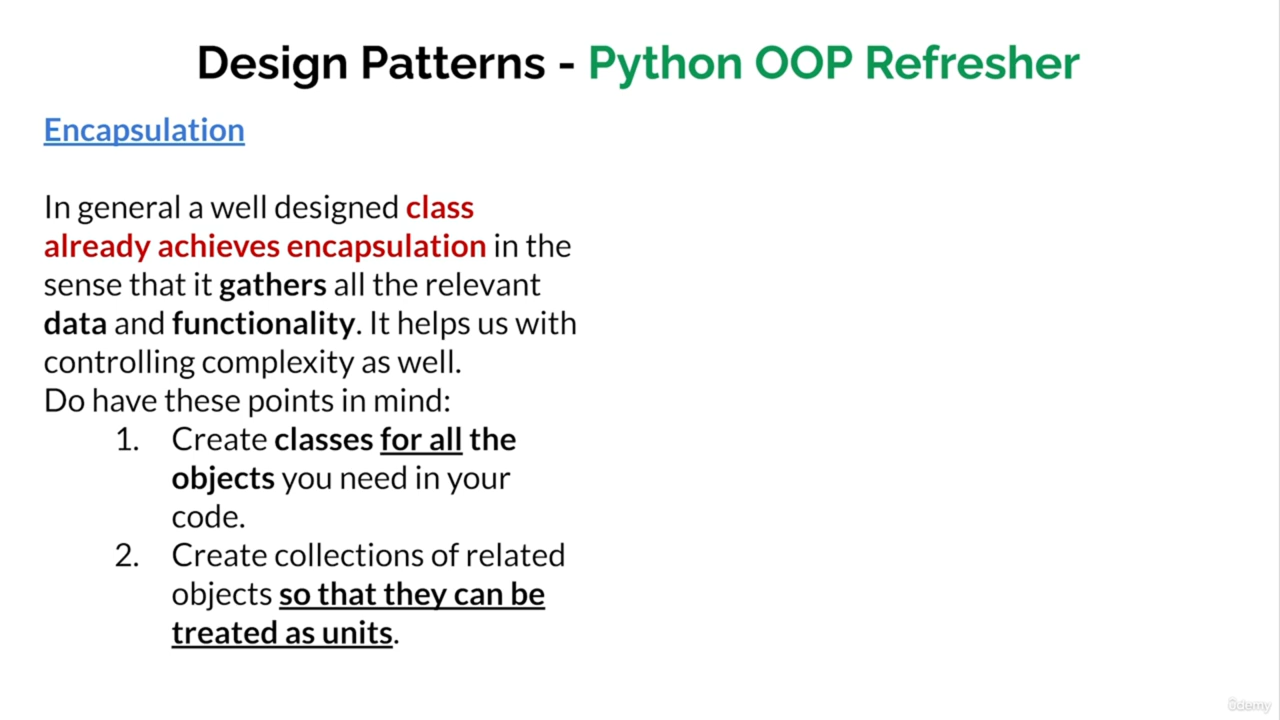 Design Patterns - Python OOP Refresher
Encapsulation
In general a well designed class
already achieves encapsulation in the
sense that it gathers all the relevant
data and functionality. It helps us with
controlling complexity as well.
Do have these points in mind:
1. Create classes for all the
objects you need in your
code.
2. Create collections of related
objects so that they can be
treated as units.
ûdemy